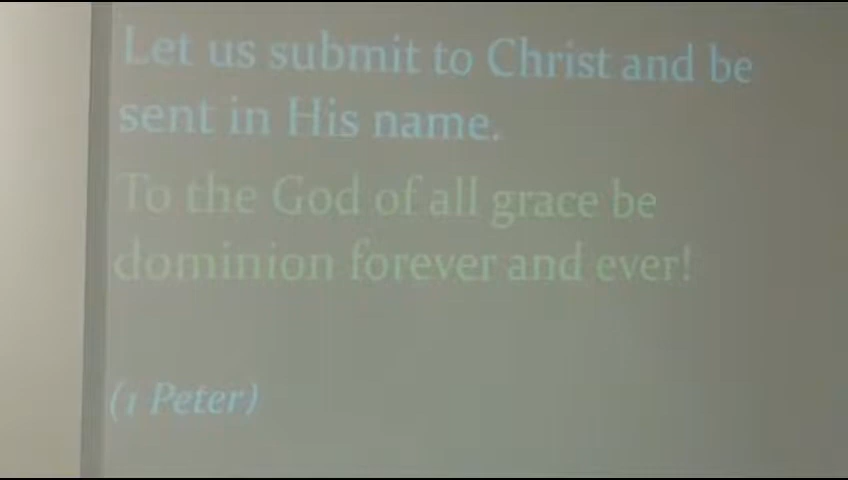 Let us submit to Christ and be
sent in His name.
To the God of all grace be
dominion forever and ever!
(1 Peter)